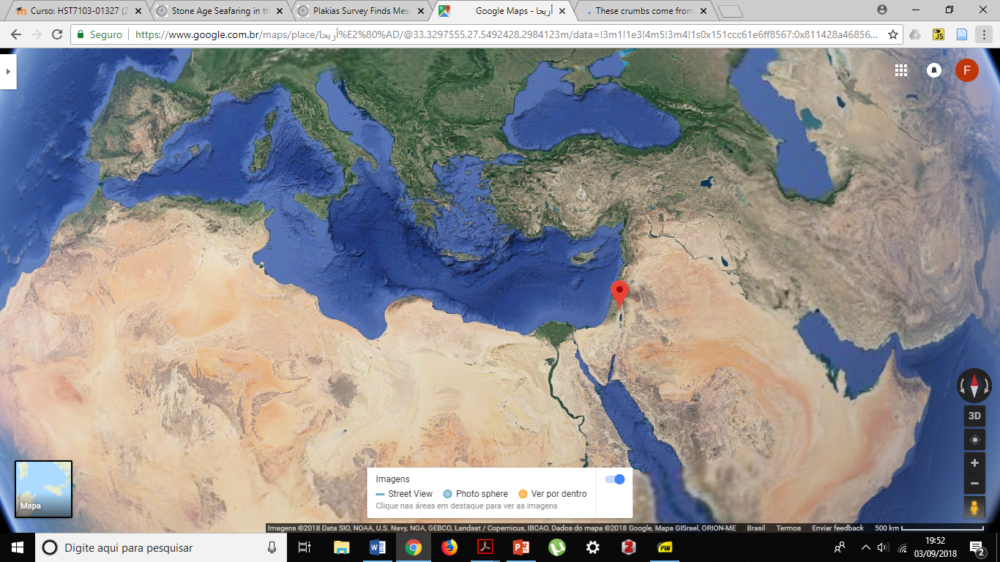 Curso: HST7103-01327 (2
Stone Age Seafaring in th
Plakias Survey Finds Mes
أريحا - Google Maps
These crumbs come from
Seguro
https://www.google.com.br/maps/place/أريحا%E2%80%AD/@33.3297555,27.5492428,2984123m/data=!3m1!1e3!4m5!3m4!1s0x151ccc61e6ff8567:0x811428a46856...
JS
F
3D
Mapa
Imagens
Street View
Photo sphere
Ver por dentro
Clique nas áreas em destaque para ver as imagens
Imagens ©2018 Data SIO, NOAA, U.S. Navy, NGA, GEBCO, Landsat / Copernicus, IBCAO, Dados do mapa ©2018 Google, Mapa GISrael, ORION-ME
Brasil
Termos
Enviar feedback
500 km
Digite aqui para pesquisar
PDF
19:52
03/09/2018
2